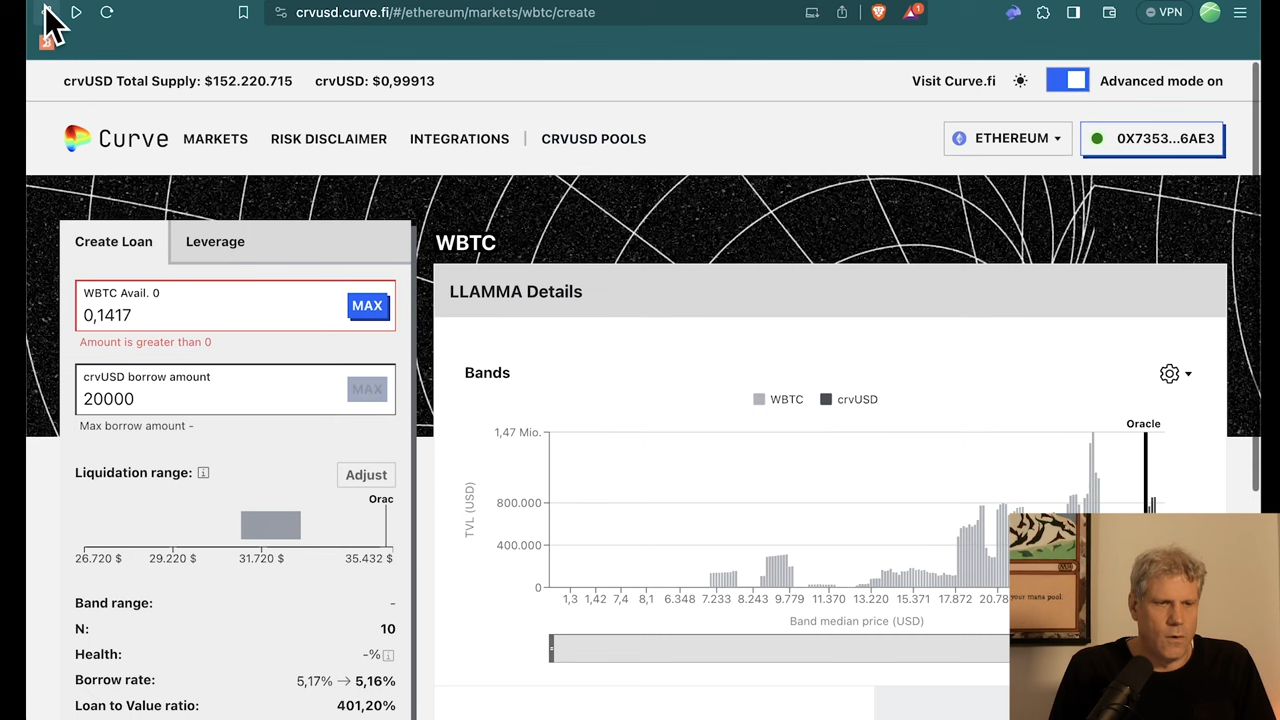 crvusd.curve.fi/#/ethereum/markets/wbtc/create
1
VPN
crvUSD Total Supply: $152.220.715
crvUSD: $0,99913
Visit Curve.fi
Advanced mode on
Curve
MARKETS
RISK DISCLAIMER
INTEGRATIONS
CRVUSD POOLS
ETHEREUM
0X7353...6AE3
Create Loan
Leverage
WBTC
WBTC Avail. 0
0,1417
MAX
Amount is greater than 0
crvUSD borrow amount
20000
MAX
Max borrow amount -
Liquidation range:
Adjust
Orac
26.720 $ 29.220 $ 31.720 $ 35.432 $
Band range: -
N: 10
Health: -%
Borrow rate: 5,17% → 5,16%
Loan to Value ratio: 401,20%
LLAMMA Details
Bands
WBTC crvUSD
Oracle
1,47 Mio.
800.000
400.000
0
TVL (USD)
1,3 1,42 7,4 8,1 6.348 7.233 8.243 9.779 11.370 13.220 15.371 17.872 20.78
Band median price (USD)
your mana pool.